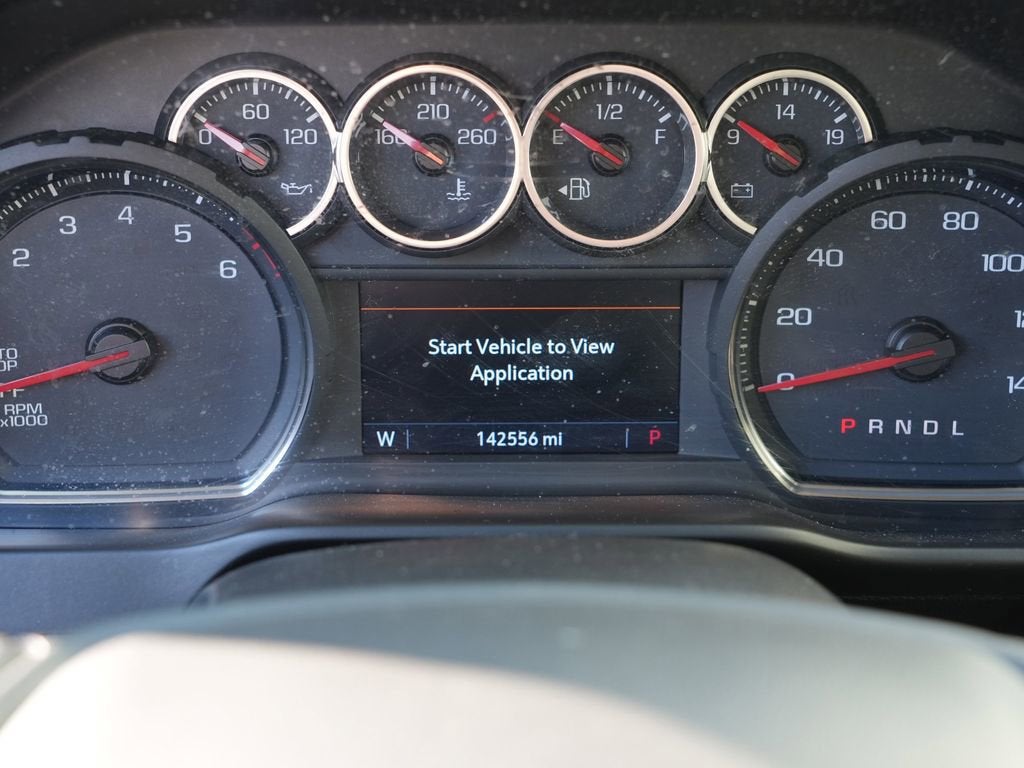 0 60 120
160 210 260
E 1/2 F
9 14 19
2 3 4 5 6
RPM
x1000
Start Vehicle to View
Application
W 142556 mi P
0 20 40 60 80 100
P R N D L